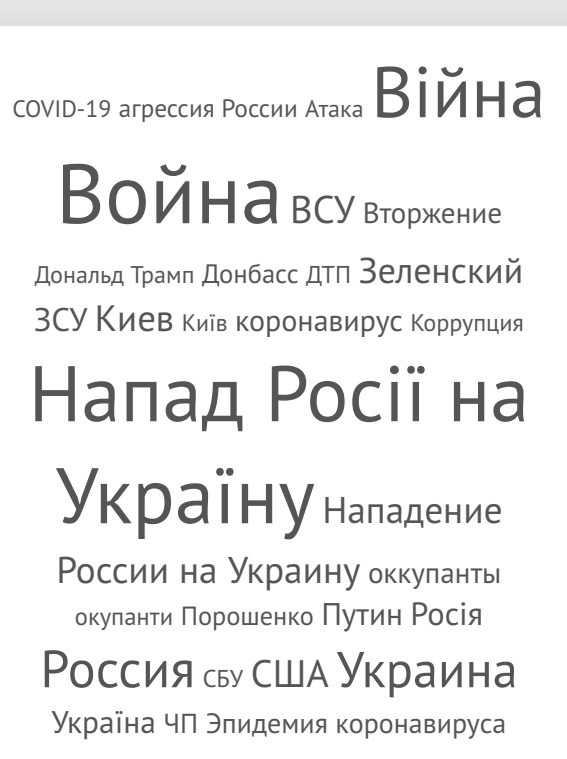 COVID-19 агрессия России Атака Війна
Война ВСУ Вторжение
Дональд Трамп Донбасс ДТП Зеленский
ЗСУ Киев Київ коронавирус Коррупция
Напад Росії на
Україну Нападение
России на Украину оккупанты
окупанти Порошенко Путин Росія
Россия СБУ США Украина
Україна ЧП Эпидемия коронавируса